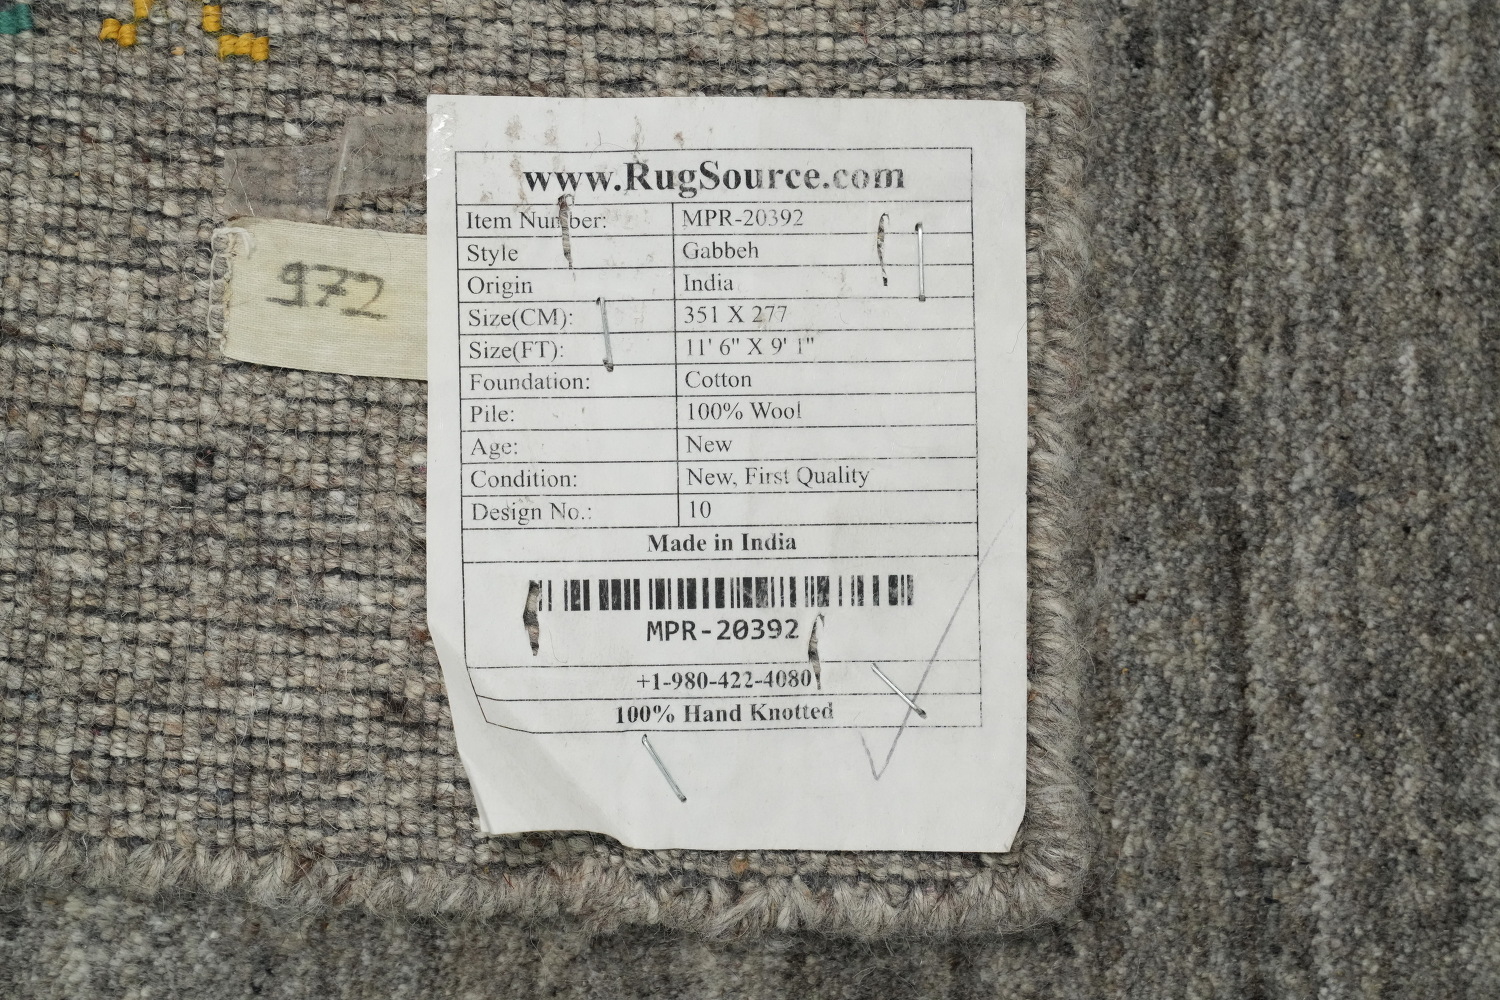 www.RugSource.com
Item Number: MPR-20392
Style Gabbeh
Origin India
Size(CM): 351 X 277
Size(FT): 11' 6" X 9' 1"
Foundation: Cotton
Pile: 100% Wool
Age: New
Condition: New, First Quality
Design No.: 10
Made in India
MPR-20392
+1-980-422-4080
100% Hand Knotted
972